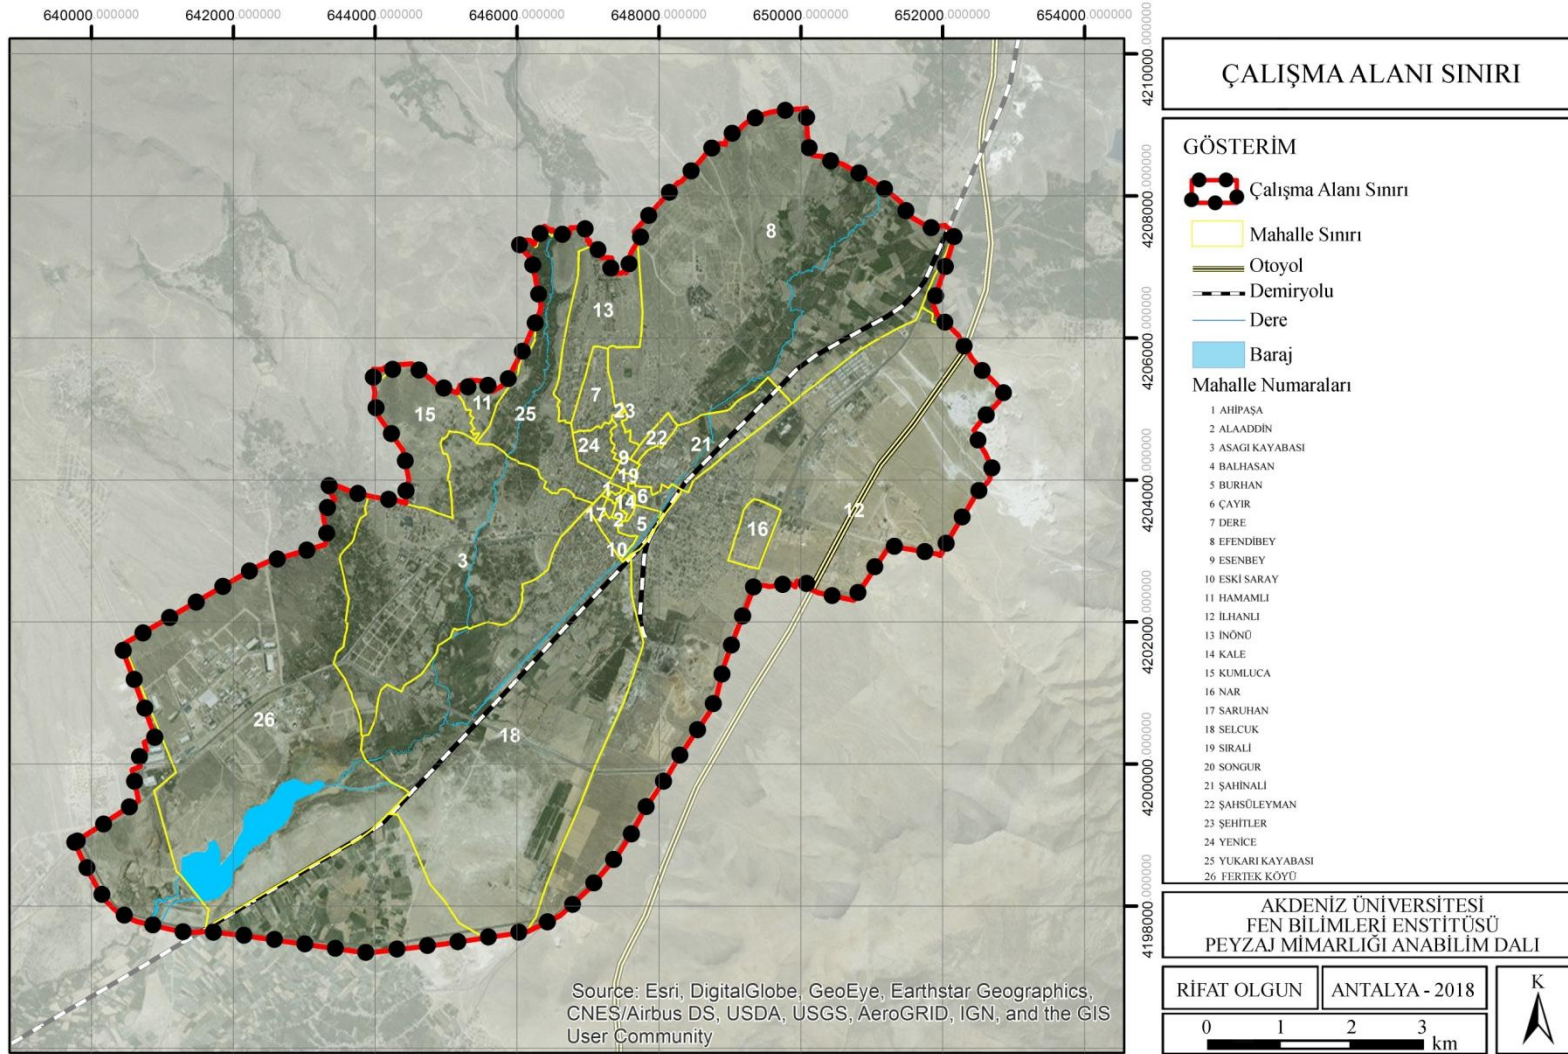 640000.000000 642000.000000 644000.000000 646000.000000 648000.000000 650000.000000 652000.000000 654000.000000
4210000.000000
4208000.000000
4206000.000000
4204000.000000
4202000.000000
4200000.000000
4198000.000000
8
13
7
15
11
25
23
22
24
21
9
19
1
6
14
17
2
5
16
12
10
3
26
18
Source: Esri, DigitalGlobe, GeoEye, Earthstar Geographics,
CNES/Airbus DS, USDA, USGS, AeroGRID, IGN, and the GIS
User Community
ÇALIŞMA ALANI SINIRI
GÖSTERİM
Çalışma Alanı Sınırı
Mahalle Sınırı
Otoyol
Demiryolu
Dere
Baraj
Mahalle Numaraları
1 AHİPAŞA
2 ALAADDİN
3 ASAGI KAYABASI
4 BALHASAN
5 BURHAN
6 ÇAYIR
7 DERE
8 EFENDİBEY
9 ESENBEY
10 ESKİ SARAY
11 HAMAMLI
12 İLHANLI
13 İNÖNÜ
14 KALE
15 KUMLUCA
16 NAR
17 SARUHAN
18 SELCUK
19 SIRALİ
20 SONGUR
21 ŞAHİNALİ
22 ŞAHSÜLEYMAN
23 ŞEHİTLER
24 YENİCE
25 YUKARI KAYABASI
26 FERTEK KÖYÜ
AKDENİZ ÜNİVERSİTESİ
FEN BİLİMLERİ ENSTİTÜSÜ
PEYZAJ MİMARLIĞI ANABİLİM DALI
RİFAT OLGUN
ANTALYA - 2018
K
0 1 2 3
km